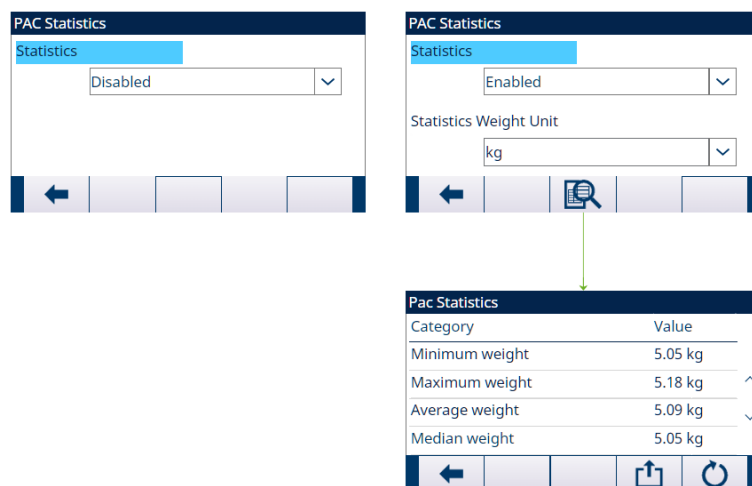 PAC Statistics
Statistics
Disabled
PAC Statistics
Statistics
Enabled
Statistics Weight Unit
kg
Pac Statistics
Category Value
Minimum weight 5.05 kg
Maximum weight 5.18 kg
Average weight 5.09 kg
Median weight 5.05 kg